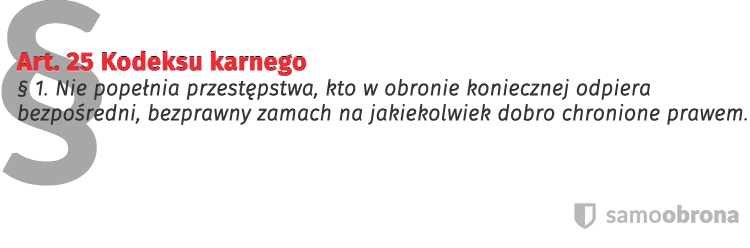 §
Art. 25 Kodeksu karnego
§ 1. Nie popełnia przestępstwa, kto w obronie koniecznej odpiera
bezpośredni, bezprawny zamach na jakiekolwiek dobro chronione prawem.
samoobrona